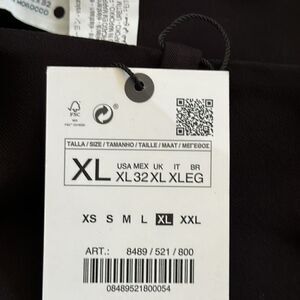 MOROCCO
FSC
TALLA / SIZE / TAMANHO / TAILLE / MAAT / ΜΕΓΕΘΟΣ
XL
USA MEX UK IT BR
XL 32 XL XL EG
XS S M L XL XXL
ART.: 8489 / 521 / 800
08489521800054